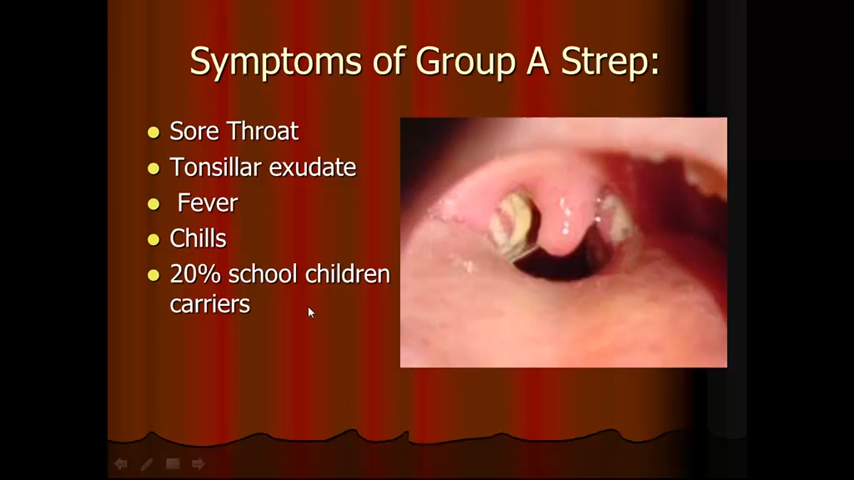 Symptoms of Group A Strep:
Sore Throat
Tonsillar exudate
Fever
Chills
20% school children
carriers